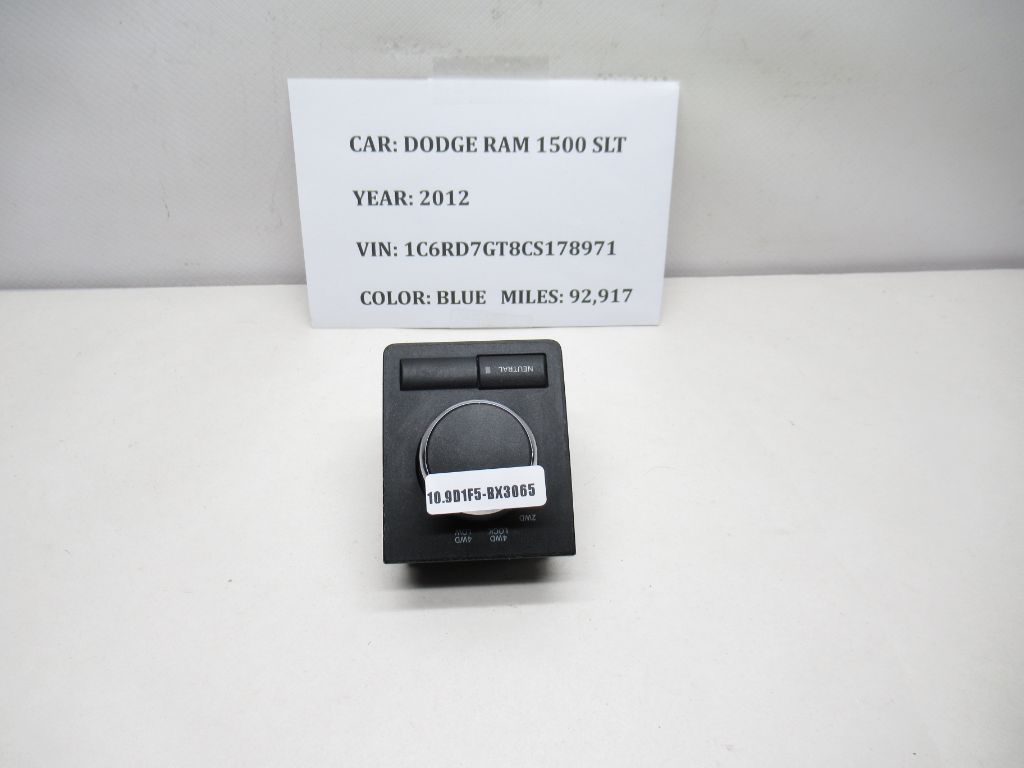 CAR: DODGE RAM 1500 SLT
YEAR: 2012
VIN: 1C6RD7GT8CS178971
COLOR: BLUE MILES: 92,917
NEUTRAL
10.9D1F5-BX3065
2WD
4WD LOCK
4WD LOW